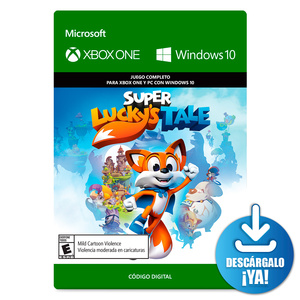 Microsoft
XBOX ONE
Windows 10
JUEGO COMPLETO
PARA XBOX ONE Y PC CON WINDOWS 10
SUPER
LUCKY'S TALE
E
Mild Cartoon Violence
Violencia moderada en caricaturas
CÓDIGO DIGITAL
DESCÁRGALO
¡YA!